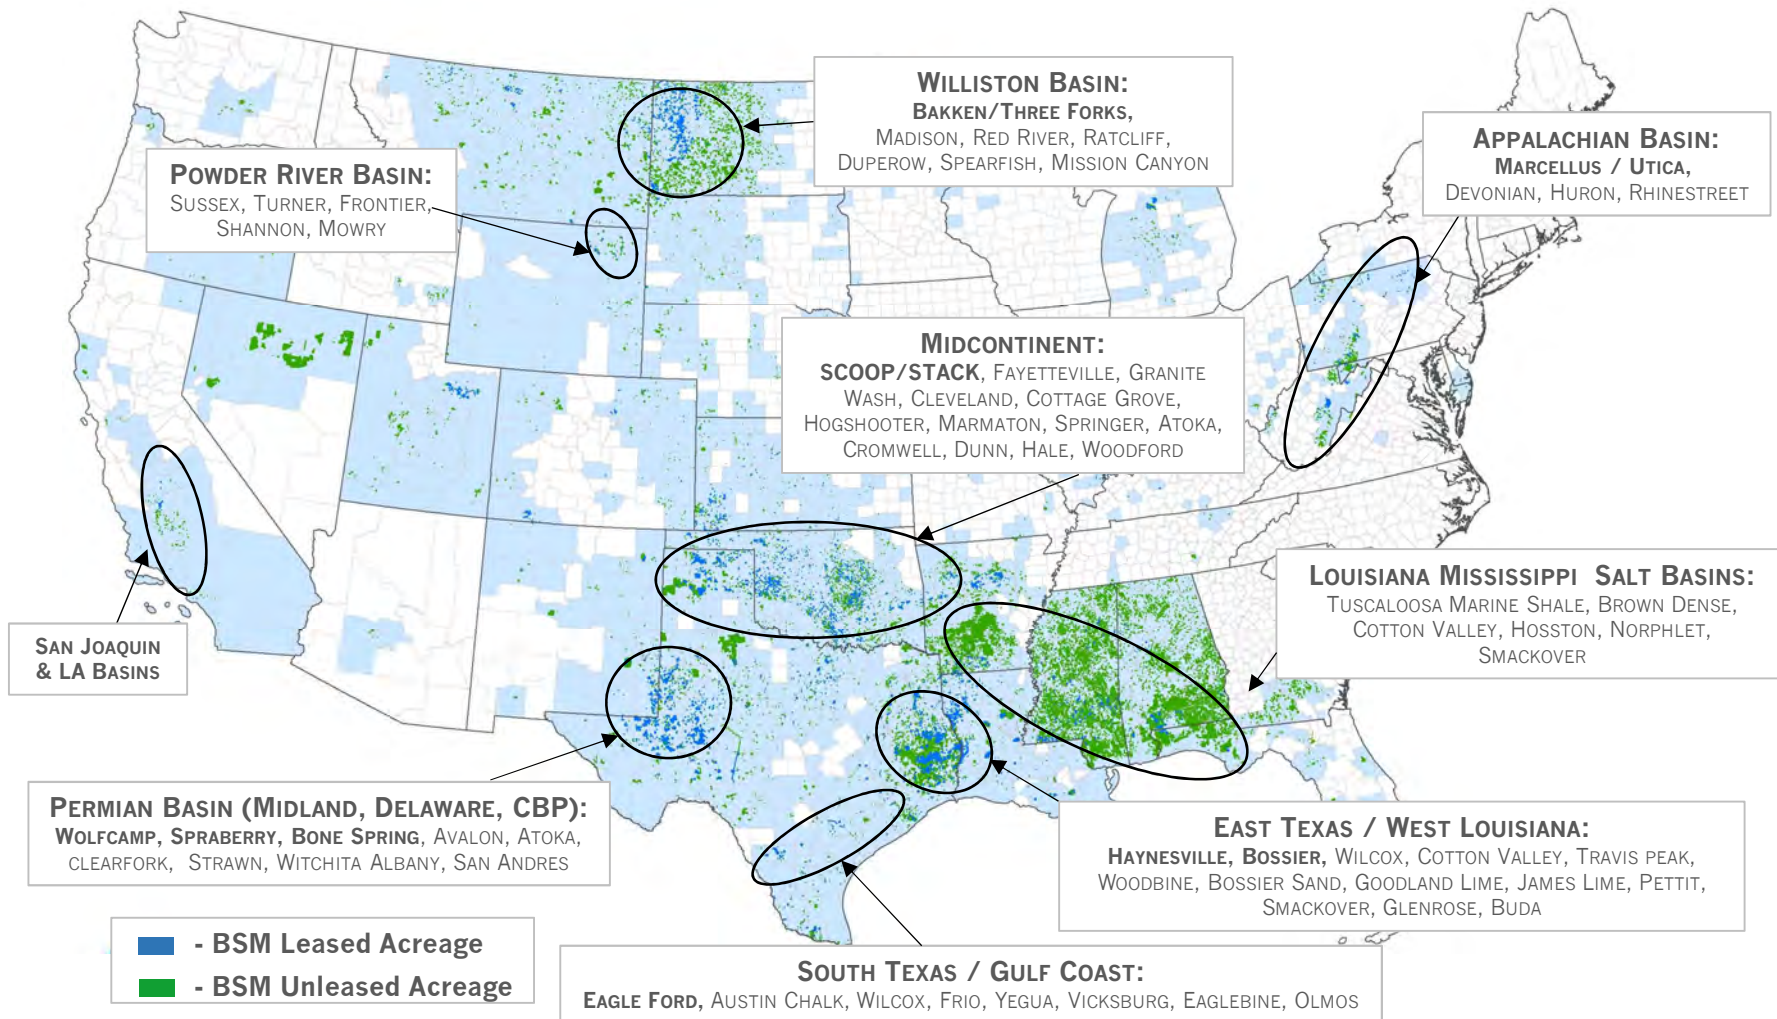 Williston Basin:
Bakken/Three Forks,
Madison, Red River, Ratcliff,
Duperow, Spearfish, Mission Canyon
Appalachian Basin:
Marcellus / Utica,
Devonian, Huron, Rhinestreet
Powder River Basin:
Sussex, Turner, Frontier,
Shannon, Mowry
Midcontinent:
SCOOP/STACK, Fayetteville, Granite
Wash, Cleveland, Cottage Grove,
Hogshooter, Marmaton, Springer, Atoka,
Cromwell, Dunn, Hale, Woodford
Louisiana Mississippi Salt Basins:
Tuscaloosa Marine Shale, Brown Dense,
Cotton Valley, Hosston, Norphlet,
Smackover
San Joaquin
& LA Basins
Permian Basin (Midland, Delaware, CBP):
Wolfcamp, Spraberry, Bone Spring, Avalon, Atoka,
clearfork, Strawn, Witchita Albany, San Andres
East Texas / West Louisiana:
Haynesville, Bossier, Wilcox, Cotton Valley, Travis peak,
Woodbine, Bossier Sand, Goodland Lime, James Lime, Pettit,
Smackover, Glenrose, Buda
- BSM Leased Acreage
- BSM Unleased Acreage
South Texas / Gulf Coast:
Eagle Ford, Austin Chalk, Wilcox, Frio, Yegua, Vicksburg, Eaglebine, Olmos